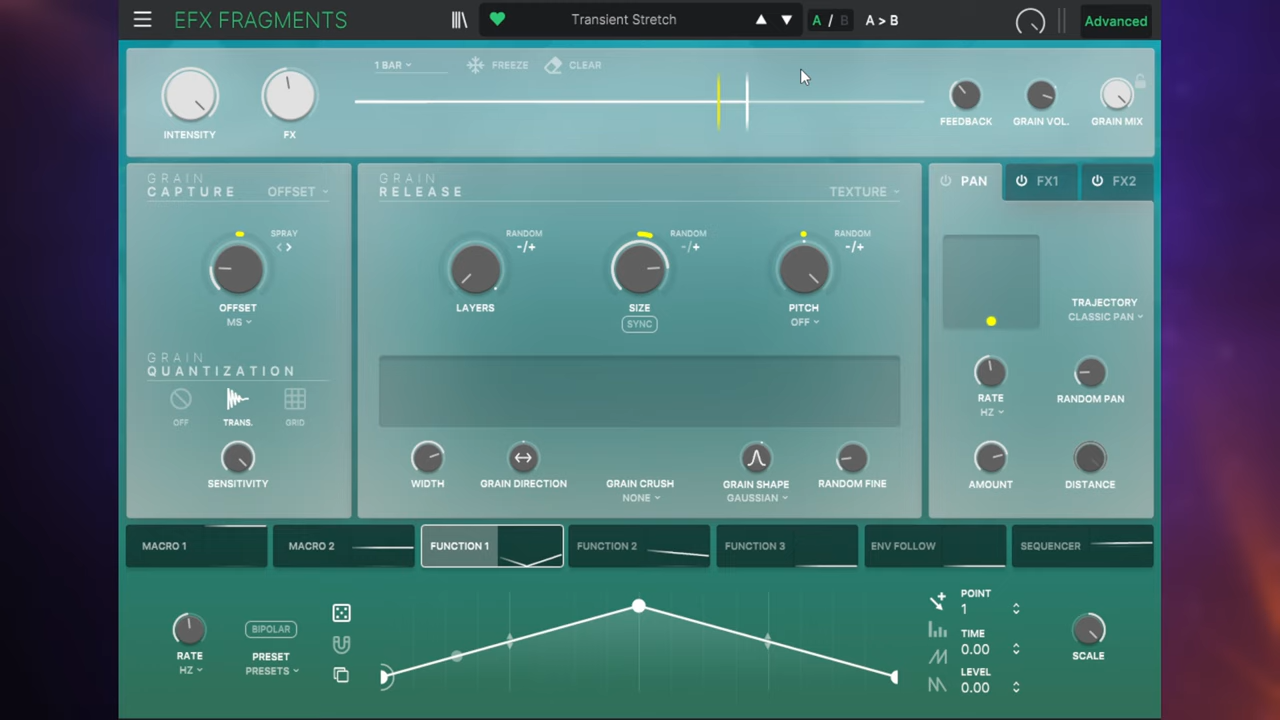 EFX FRAGMENTS
Transient Stretch
A / B
A > B
Advanced
1 BAR
FREEZE
CLEAR
INTENSITY
FX
FEEDBACK
GRAIN VOL.
GRAIN MIX
GRAIN
CAPTURE
OFFSET
SPRAY
< >
OFFSET
MS
GRAIN
QUANTIZATION
OFF
TRANS.
GRID
SENSITIVITY
GRAIN
RELEASE
TEXTURE
RANDOM
-/+
RANDOM
-/+
RANDOM
-/+
LAYERS
SIZE
PITCH
SYNC
OFF
WIDTH
GRAIN DIRECTION
GRAIN CRUSH
NONE
GRAIN SHAPE
GAUSSIAN
RANDOM FINE
PAN
FX1
FX2
TRAJECTORY
CLASSIC PAN
RATE
HZ
RANDOM PAN
AMOUNT
DISTANCE
MACRO 1
MACRO 2
FUNCTION 1
FUNCTION 2
FUNCTION 3
ENV FOLLOW
SEQUENCER
RATE
HZ
BIPOLAR
PRESET
PRESETS
POINT
1
TIME
0.00
LEVEL
0.00
SCALE